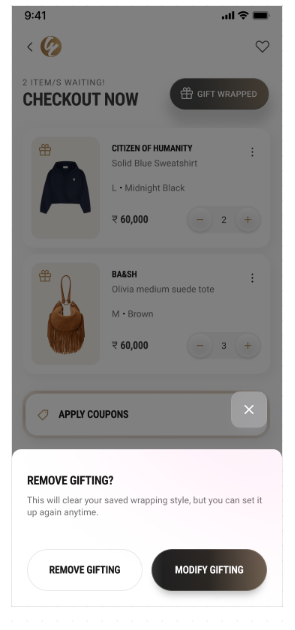 9:41
2 ITEM/S WAITING!
CHECKOUT NOW
GIFT WRAPPED
CITIZEN OF HUMANITY
Solid Blue Sweatshirt
L • Midnight Black
₹ 60,000
2
BA&SH
Olivia medium suede tote
M • Brown
₹ 60,000
3
APPLY COUPONS
REMOVE GIFTING?
This will clear your saved wrapping style, but you can set it
up again anytime.
REMOVE GIFTING
MODIFY GIFTING